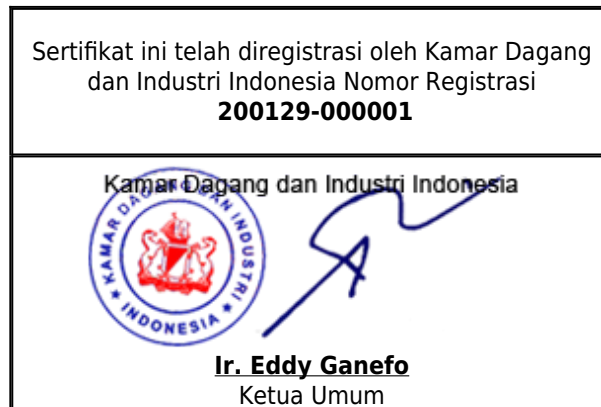 Sertifikat ini telah diregistrasi oleh Kamar Dagang
dan Industri Indonesia Nomor Registrasi
200129-000001
Kamar Dagang dan Industri Indonesia
KAMAR DAGANG DAN INDUSTRI
INDONESIA
Ir. Eddy Ganefo
Ketua Umum